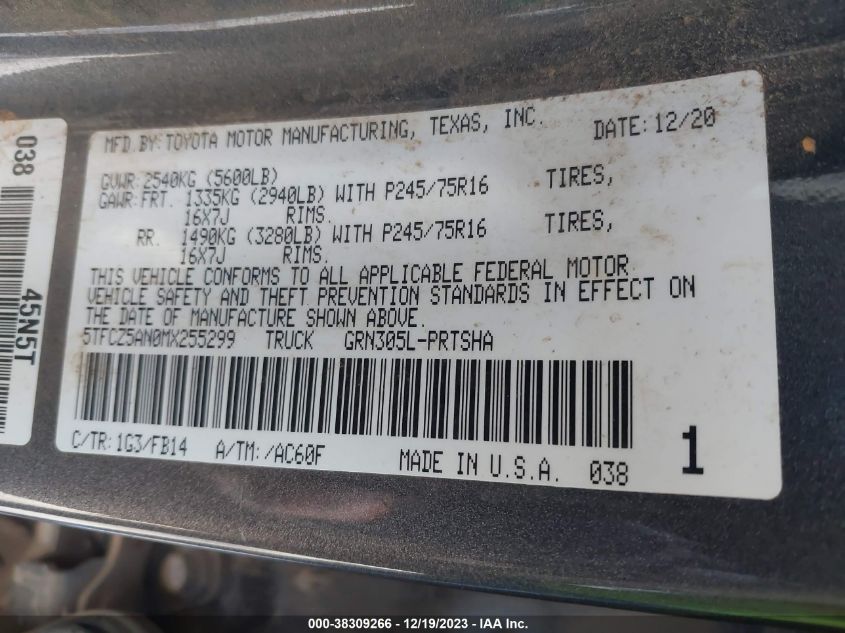 MFD. BY: TOYOTA MOTOR MANUFACTURING, TEXAS, INC. DATE: 12/20
GVWR: 2540KG (5600LB)
GAWR: FRT. 1335KG (2940LB) WITH P245/75R16 TIRES,
16X7J RIMS.
RR. 1490KG (3280LB) WITH P245/75R16 TIRES,
16X7J RIMS.
THIS VEHICLE CONFORMS TO ALL APPLICABLE FEDERAL MOTOR
VEHICLE SAFETY AND THEFT PREVENTION STANDARDS IN EFFECT ON
THE DATE OF MANUFACTURE SHOWN ABOVE.
5TFCZ5AN0MX255299 TRUCK GRN305L-PRTSHA
C/TR: 1G3/FB14 A/TM: /AC60F MADE IN U.S.A. 038 1
038
45N5T
000-38309266 - 12/19/2023 - IMAGE COPYRIGHT © IAA, LLC.